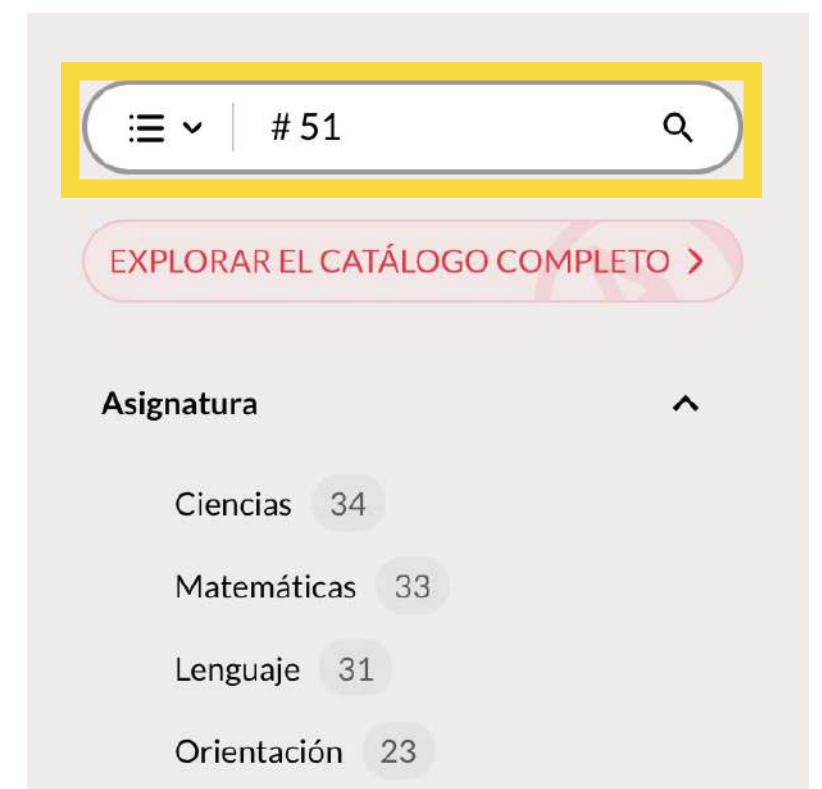 # 51
EXPLORAR EL CATÁLOGO COMPLETO
Asignatura
Ciencias 34
Matemáticas 33
Lenguaje 31
Orientación 23